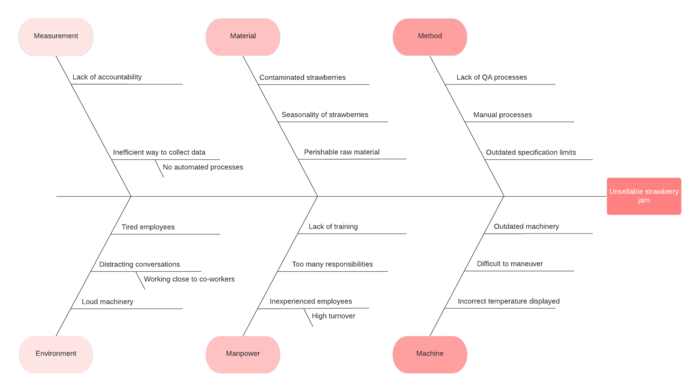 Measurement
Material
Method
Lack of accountability
Contaminated strawberries
Lack of QA processes
Seasonality of strawberries
Manual processes
Inefficient way to collect data
Perishable raw material
Outdated specification limits
No automated processes
Unsellable strawberry
jam
Tired employees
Lack of training
Outdated machinery
Distracting conversations
Too many responsibilities
Difficult to maneuver
Working close to co-workers
Loud machinery
Inexperienced employees
Incorrect temperature displayed
High turnover
Environment
Manpower
Machine